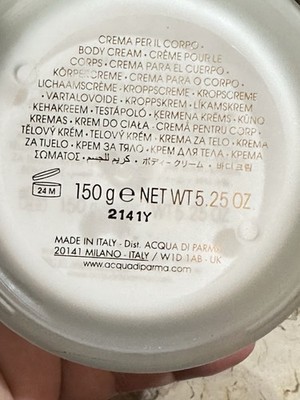 CREMA PER IL CORPO •
BODY CREAM • CRÈME POUR LE
CORPS • CREMA PARA EL CUERPO •
KÖRPERCREME • CREMA PARA O CORPO •
LICHAAMSCRÈME • KROPPSCREME • KROPSCREME •
VARTALOVOIDE • KROPPSKREM • LÍKAMSKREM
KEHAKREEM • TESTÁPOLÓ • ĶERMENA KRĒMS • KŪNO
KREMAS • KREM DO CIAŁA • CREMĂ PENTRU CORP •
TĚLOVÝ KRÉM • TELOVÝ KRÉM • KREMA ZA TELO • KREMA
ZA TIJELO • КРЕМ ЗА ТЯЛО • КРЕМ ДЛЯ ТЕЛА • ΚΡΕΜΑ
ΣΩΜΑΤΟΣ • كريم للجسم • ボディークリーム • 바디크림
24 M 150 g e NET WT 5.25 OZ
2141Y
MADE IN ITALY - Dist. ACQUA DI PARMA
20141 MILANO - ITALY / W1D 1AB - UK
www.acquadiparma.com